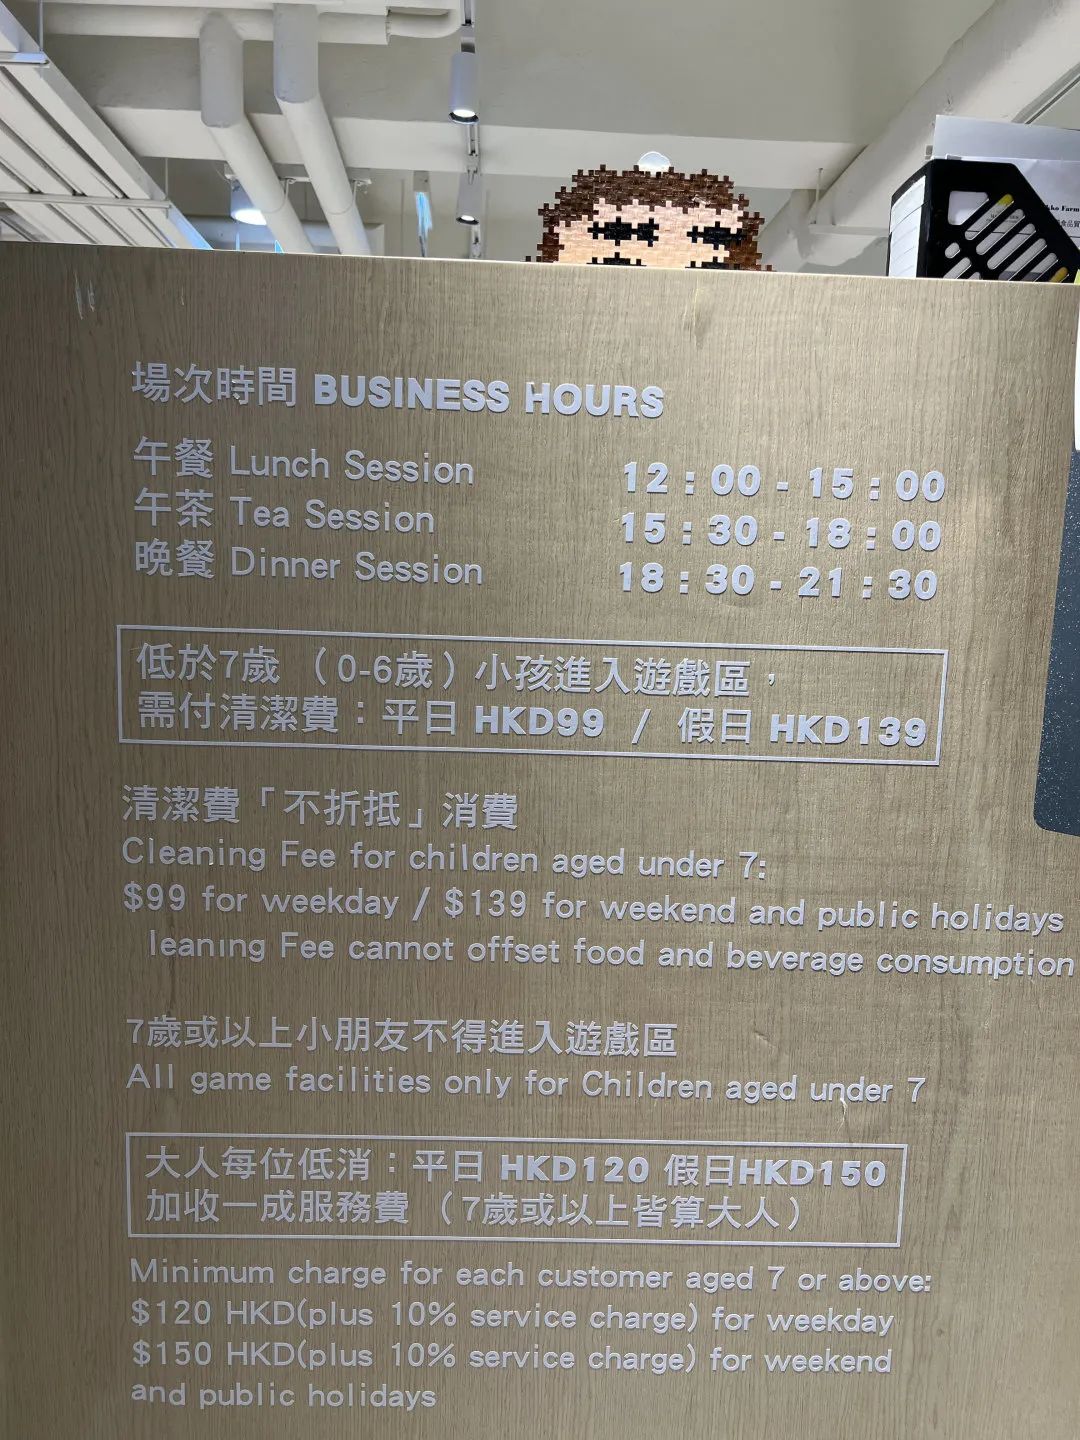 場次時間 BUSINESS HOURS
午餐 Lunch Session 12:00 - 15:00
午茶 Tea Session 15:30 - 18:00
晚餐 Dinner Session 18:30 - 21:30
低於7歲（0-6歲）小孩進入遊戲區，
需付清潔費：平日 HKD99 / 假日 HKD139
清潔費「不折抵」消費
Cleaning Fee for children aged under 7:
$99 for weekday / $139 for weekend and public holidays
leaning Fee cannot offset food and beverage consumption
7歲或以上小朋友不得進入遊戲區
All game facilities only for Children aged under 7
大人每位低消：平日 HKD120 假日HKD150
加收一成服務費（7歲或以上皆算大人）
Minimum charge for each customer aged 7 or above:
$120 HKD(plus 10% service charge) for weekday
$150 HKD(plus 10% service charge) for weekend
and public holidays